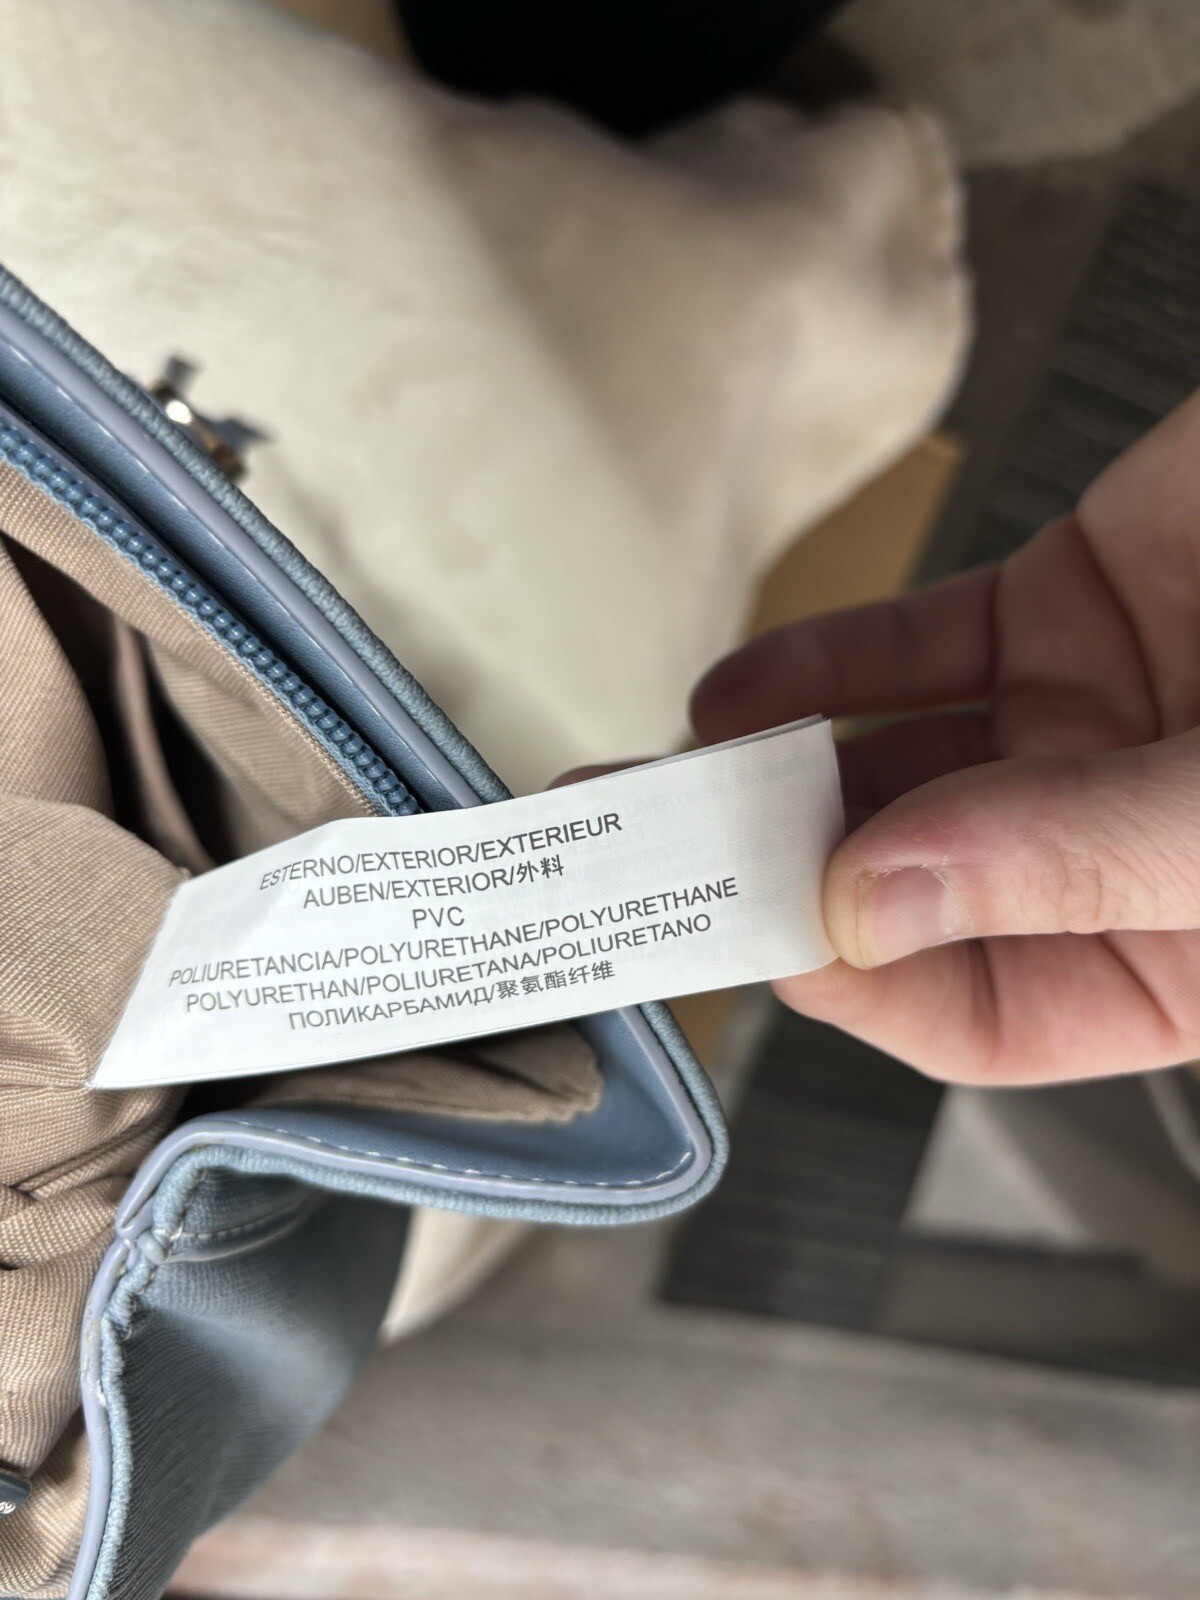 ESTERNO/EXTERIOR/EXTERIEUR
AUBEN/EXTERIOR/外料
PVC
POLIURETANCIA/POLYURETHANE/POLYURETHANE
POLYURETHAN/POLIURETANA/POLIURETANO
ПОЛИКАРБАМИД/聚氨酯纤维